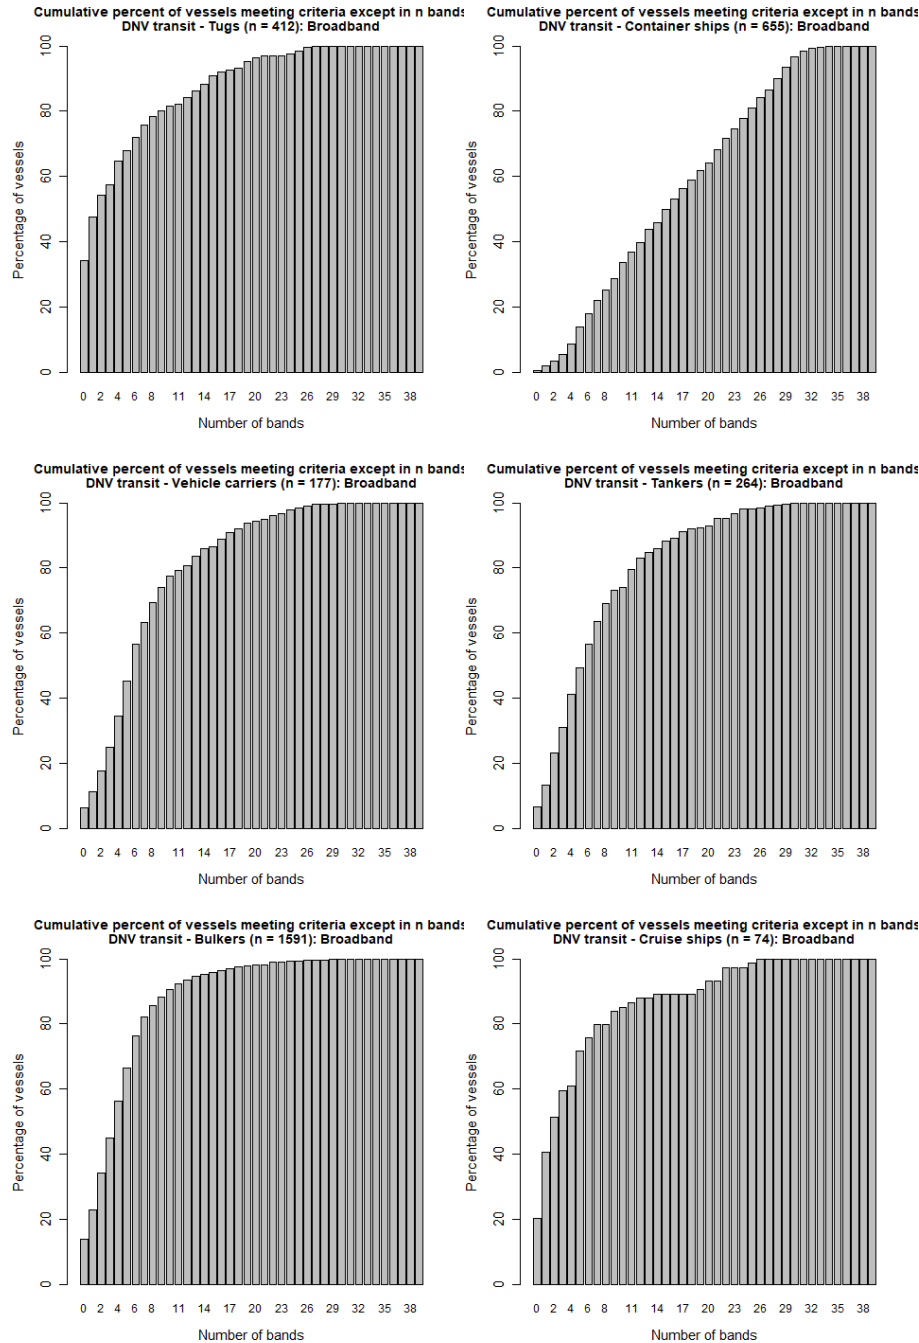 Cumulative percent of vessels meeting criteria except in n bands
DNV transit - Tugs (n = 412): Broadband
Percentage of vessels
0 20 40 60 80 100
0 2 4 6 8 11 14 17 20 23 26 29 32 35 38
Number of bands
Cumulative percent of vessels meeting criteria except in n bands
DNV transit - Container ships (n = 655): Broadband
Percentage of vessels
0 20 40 60 80 100
0 2 4 6 8 11 14 17 20 23 26 29 32 35 38
Number of bands
Cumulative percent of vessels meeting criteria except in n bands
DNV transit - Vehicle carriers (n = 177): Broadband
Percentage of vessels
0 20 40 60 80 100
0 2 4 6 8 11 14 17 20 23 26 29 32 35 38
Number of bands
Cumulative percent of vessels meeting criteria except in n bands
DNV transit - Tankers (n = 264): Broadband
Percentage of vessels
0 20 40 60 80 100
0 2 4 6 8 11 14 17 20 23 26 29 32 35 38
Number of bands
Cumulative percent of vessels meeting criteria except in n bands
DNV transit - Bulkers (n = 1591): Broadband
Percentage of vessels
0 20 40 60 80 100
0 2 4 6 8 11 14 17 20 23 26 29 32 35 38
Number of bands
Cumulative percent of vessels meeting criteria except in n bands
DNV transit - Cruise ships (n = 74): Broadband
Percentage of vessels
0 20 40 60 80 100
0 2 4 6 8 11 14 17 20 23 26 29 32 35 38
Number of bands